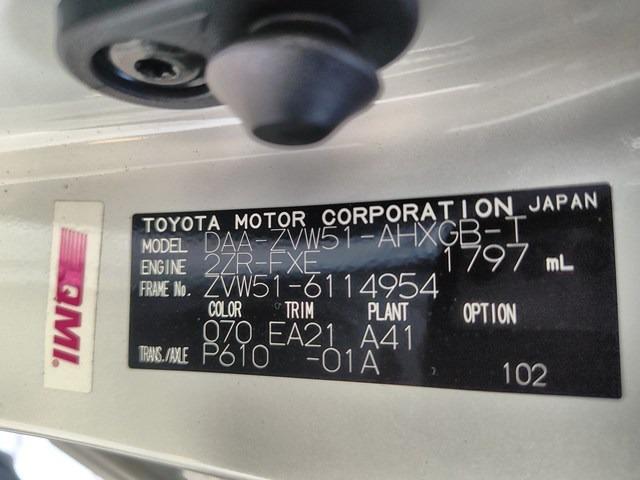 TOYOTA MOTOR CORPORATION JAPAN
MODEL DAA-ZVW51-AHXGB-I
ENGINE 2ZR-FXE 1797 mL
FRAME No. ZVW51-6114954
COLOR TRIM PLANT OPTION
070 EA21 A41
TRANS./AXLE P610 -01A
102
QMI.